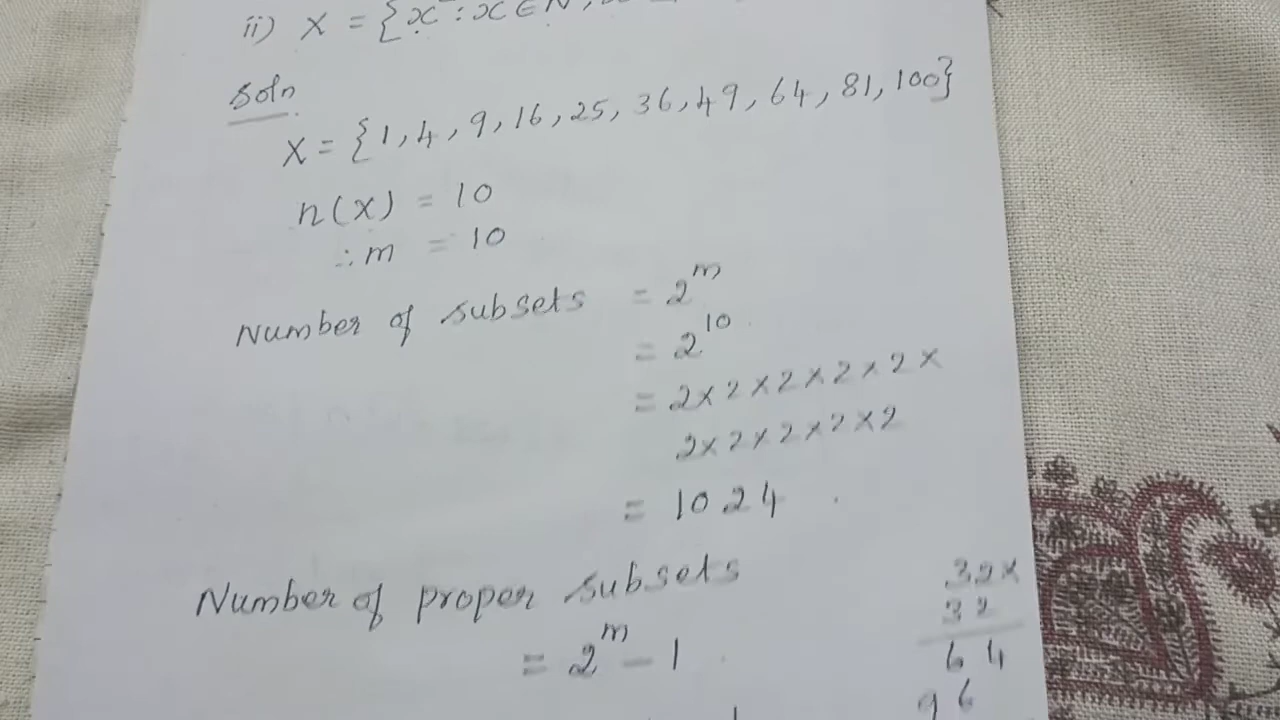 ii) X = {x² : x ∈ N,
Soln
X = {1, 4, 9, 16, 25, 36, 49, 64, 81, 100}
n(X) = 10
∴ m = 10
Number of subsets = 2^m
= 2^10
= 2 × 2 × 2 × 2 × 2 ×
2 × 2 × 2 × 2 × 2
= 1024
Number of proper subsets
= 2^m - 1
32 ×
32
64
96